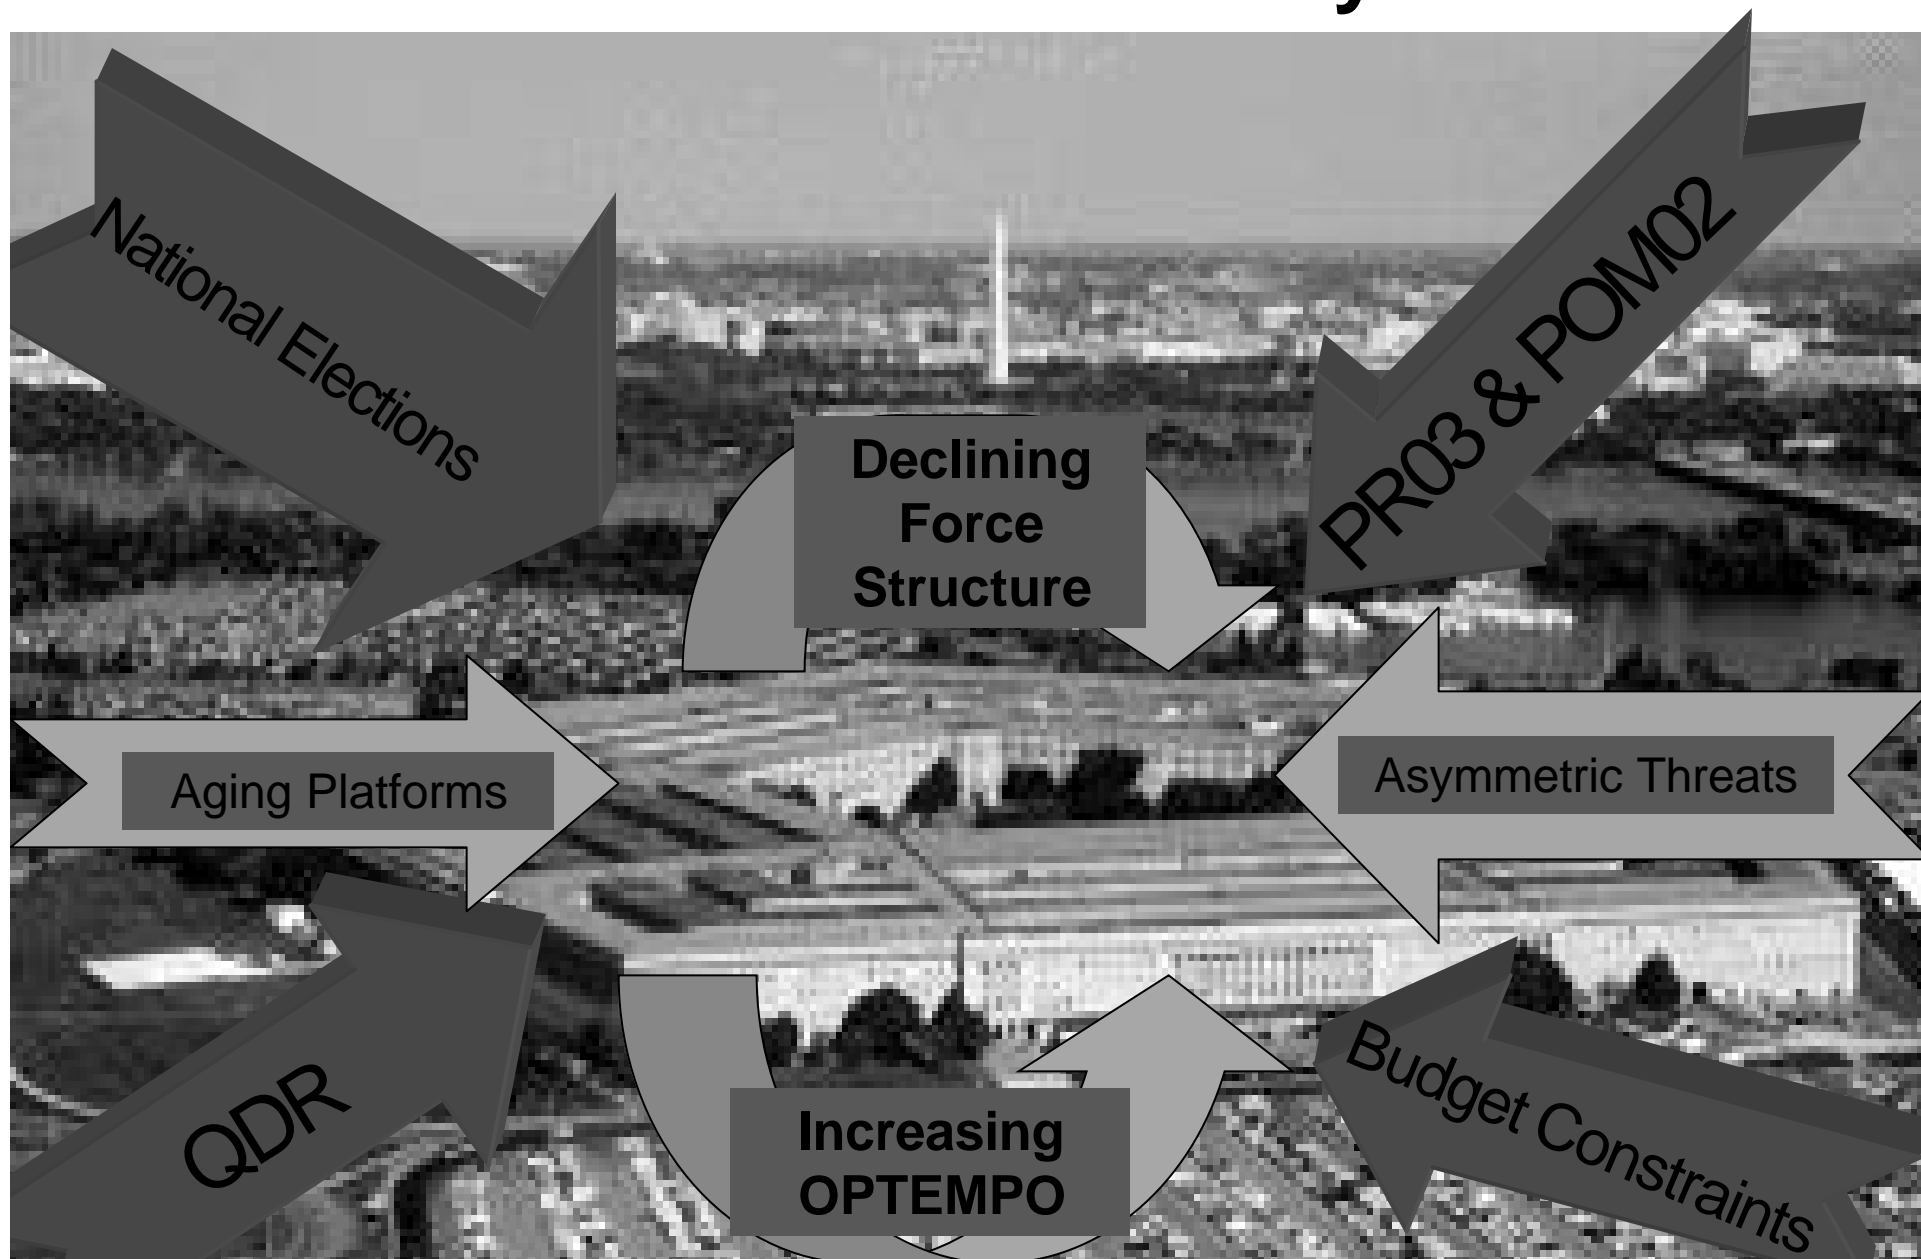 y
National Elections
PR03 & POM02
Declining
Force
Structure
Aging Platforms
Asymmetric Threats
QDR
Increasing
OPTEMPO
Budget Constraints